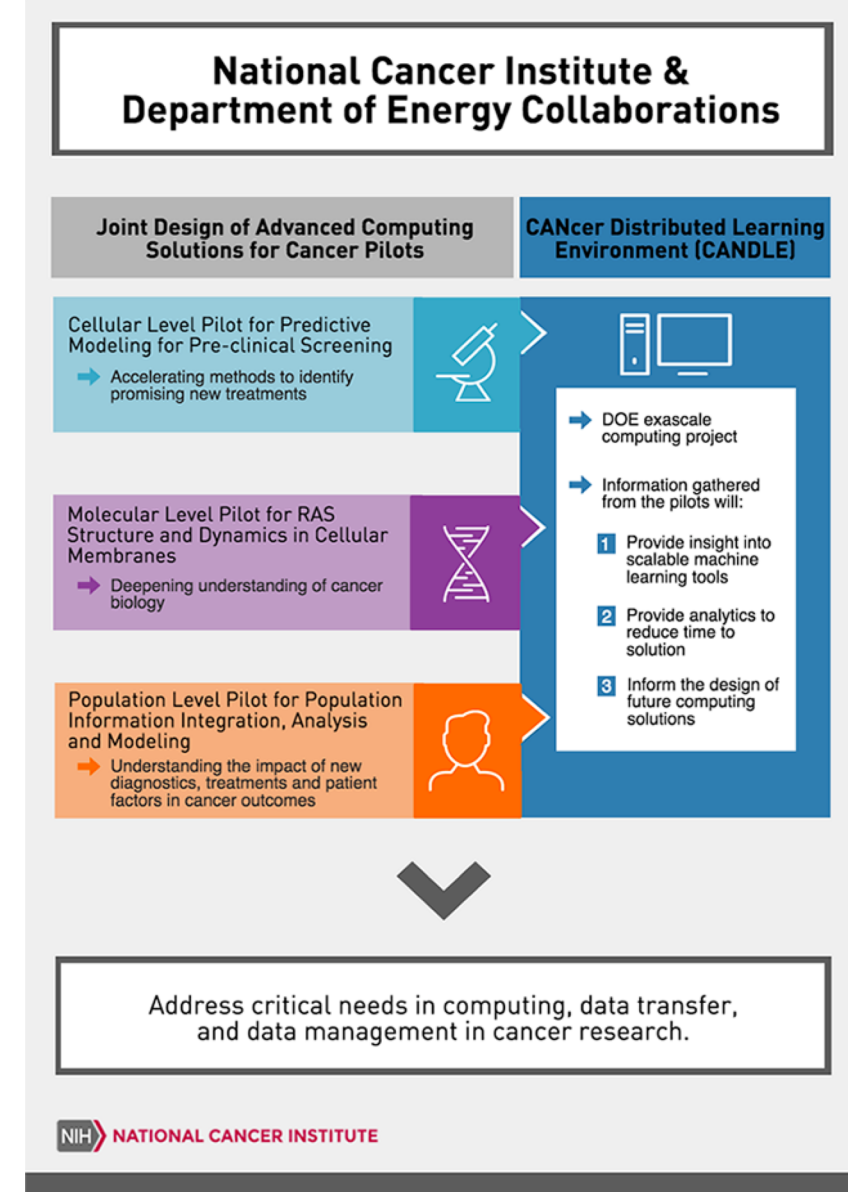 National Cancer Institute &
Department of Energy Collaborations
Joint Design of Advanced Computing
Solutions for Cancer Pilots
CANcer Distributed Learning
Environment (CANDLE)
Cellular Level Pilot for Predictive
Modeling for Pre-clinical Screening
Accelerating methods to identify
promising new treatments
Molecular Level Pilot for RAS
Structure and Dynamics in Cellular
Membranes
Deepening understanding of cancer
biology
Population Level Pilot for Population
Information Integration, Analysis
and Modeling
Understanding the impact of new
diagnostics, treatments and patient
factors in cancer outcomes
DOE exascale
computing project
Information gathered
from the pilots will:
1 Provide insight into
scalable machine
learning tools
2 Provide analytics to
reduce time to
solution
3 Inform the design of
future computing
solutions
Address critical needs in computing, data transfer,
and data management in cancer research.
NIH NATIONAL CANCER INSTITUTE